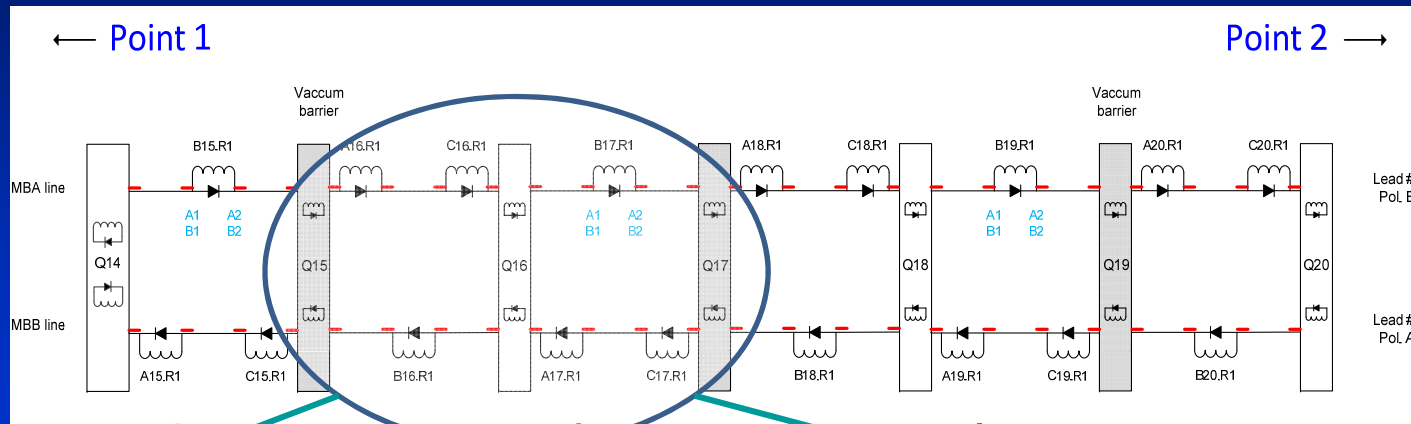 ← Point 1
Point 2 →
Vaccum
barrier
Vaccum
barrier
B15.R1
A16.R1
C16.R1
B17.R1
A18.R1
C18.R1
B19.R1
A20.R1
C20.R1
MBA line
Lead #
Pol. E
A1 A2
B1 B2
A1 A2
B1 B2
A1 A2
B1 B2
Q14
Q15
Q16
Q17
Q18
Q19
Q20
MBB line
Lead #
Pol. A
A15.R1
C15.R1
B16.R1
A17.R1
C17.R1
B18.R1
A19.R1
C19.R1
B20.R1